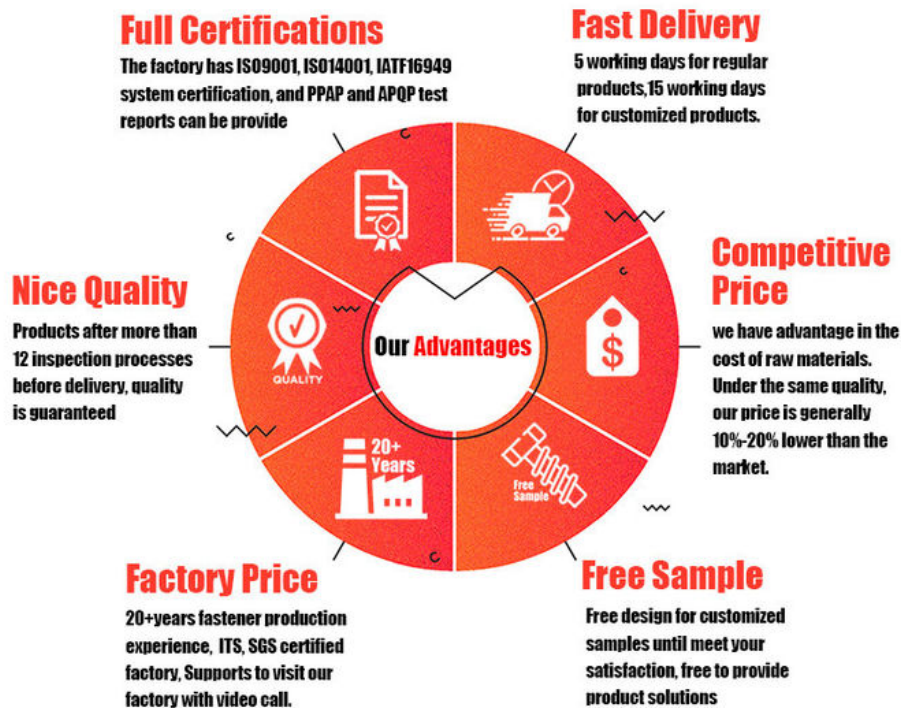 Full Certifications
The factory has ISO9001, ISO14001, IATF16949
system certification, and PPAP and APQP test
reports can be provide
Fast Delivery
5 working days for regular
products,15 working days
for customized products.
Nice Quality
Products after more than
12 inspection processes
before delivery, quality
is guaranteed
QUALITY
Our Advantages
$
Competitive
Price
we have advantage in the
cost of raw materials.
Under the same quality,
our price is generally
10%-20% lower than the
market.
20+
Years
Free
Sample
Factory Price
20+years fastener production
experience, ITS, SGS certified
factory, Supports to visit our
factory with video call.
Free Sample
Free design for customized
samples until meet your
satisfaction, free to provide
product solutions